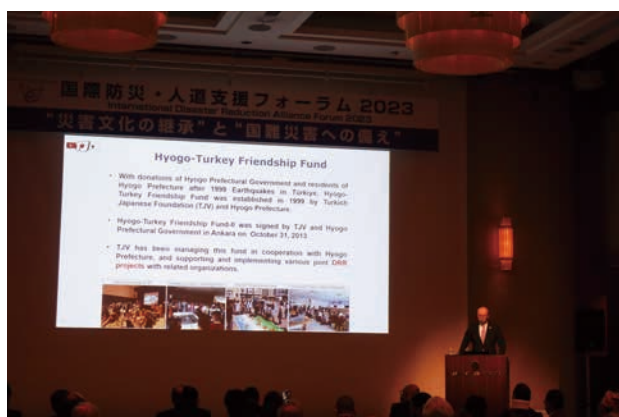 国際防災・人道支援フォーラム 2023
International Disaster Reduction Alliance Forum 2023
“災害文化の継承”と“国難災害への備え”
Hyogo-Turkey Friendship Fund
• With donations of Hyogo Prefectural Government and residents of
Hyogo Prefecture after 1999 Earthquakes in Türkiye, Hyogo-
Turkey Friendship Fund was established in 1999 by Turkish
Japanese Foundation (TJV) and Hyogo Prefecture.
• Hyogo-Turkey Friendship Fund-II was signed by TJV and Hyogo
Prefectural Government in Ankara on October 31, 2013.
• TJV has been managing this fund in cooperation with Hyogo
Prefecture, and supporting and implementing various joint DRR
projects with related organizations.